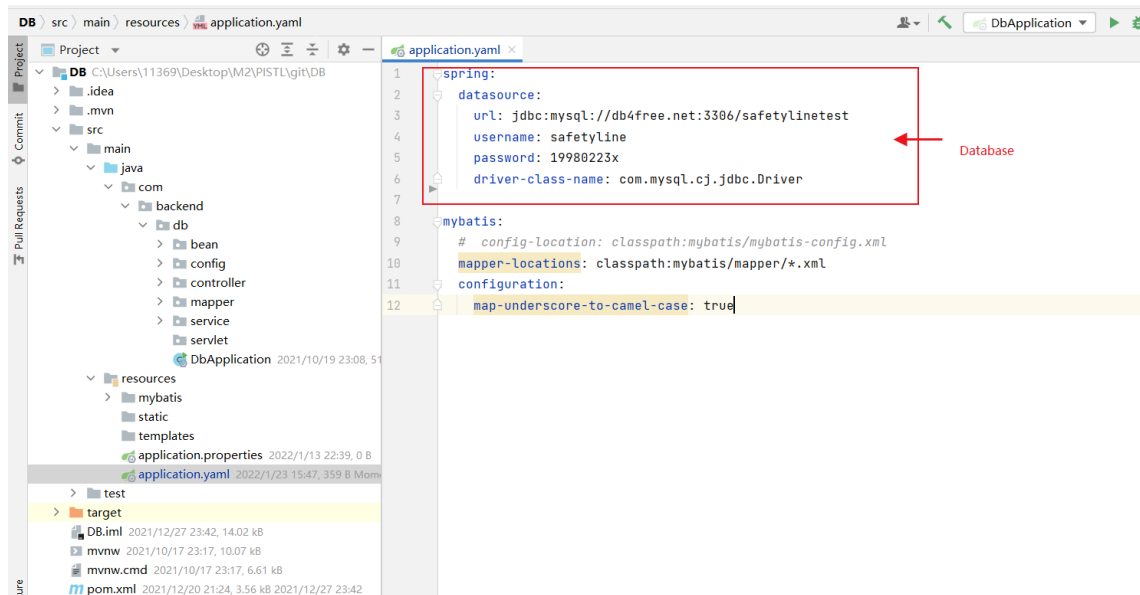 DB › src › main › resources › application.yaml
DbApplication
Project
application.yaml
Project
Commit
Pull Requests
DB C:\Users\11369\Desktop\M2\PISTL\git\DB
.idea
.mvn
src
main
java
com
backend
db
bean
config
controller
mapper
service
servlet
DbApplication 2021/10/19 23:08, 51
resources
mybatis
static
templates
application.properties 2022/1/13 22:39, 0 B
application.yaml 2022/1/23 15:47, 359 B Mom
test
target
DB.iml 2021/12/27 23:42, 14.02 kB
mvnw 2021/10/17 23:17, 10.07 kB
mvnw.cmd 2021/10/17 23:17, 6.61 kB
pom.xml 2021/12/20 21:24, 3.56 kB 2021/12/27 23:42
1 spring:
2 datasource:
3 url: jdbc:mysql://db4free.net:3306/safetylinetest
4 username: safetyline
5 password: 19980223x
6 driver-class-name: com.mysql.cj.jdbc.Driver
7
8 mybatis:
9 # config-location: classpath:mybatis/mybatis-config.xml
10 mapper-locations: classpath:mybatis/mapper/*.xml
11 configuration:
12 map-underscore-to-camel-case: true
Database